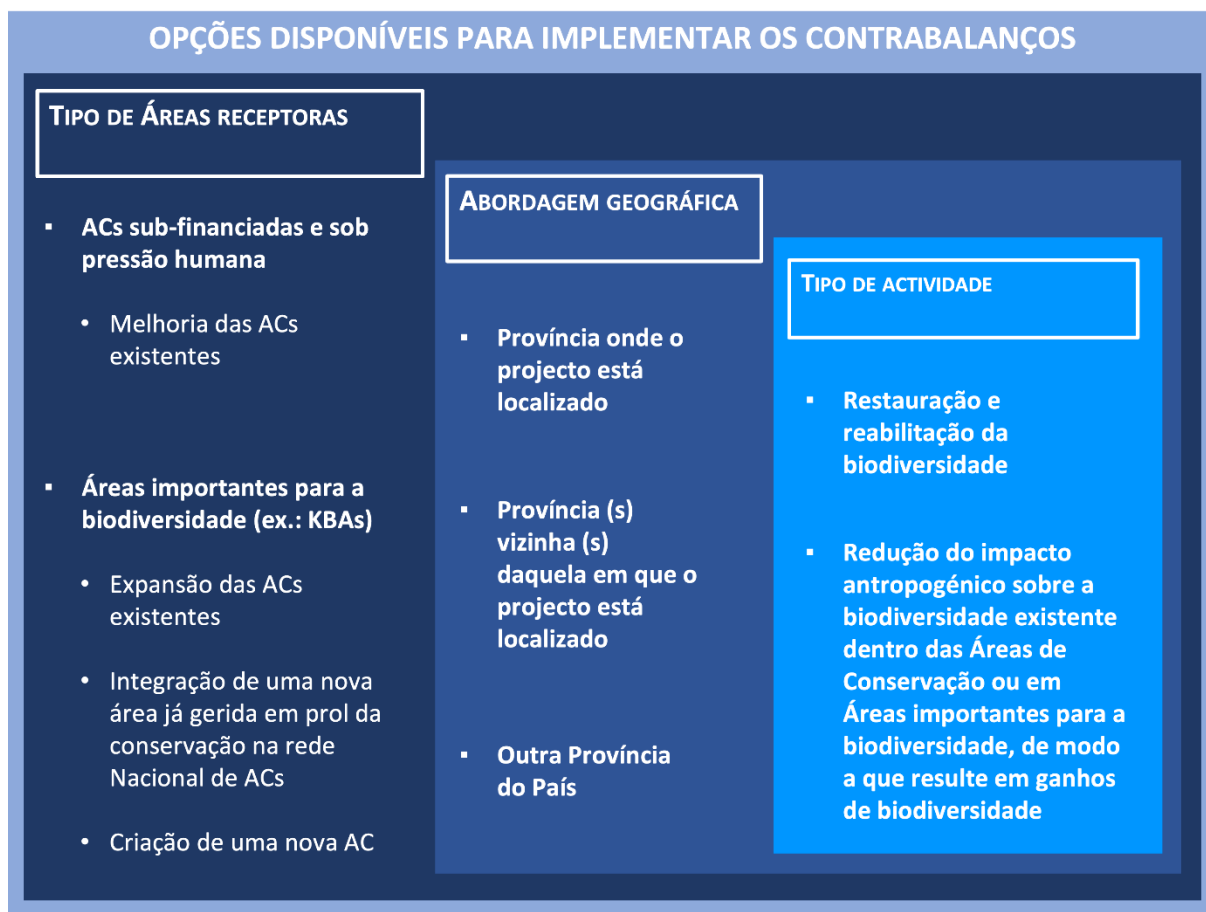 OPÇÕES DISPONÍVEIS PARA IMPLEMENTAR OS CONTRABALANÇOS
TIPO DE ÁREAS RECEPTORAS
▪ ACs sub-financiadas e sob
pressão humana
• Melhoria das ACs
existentes
▪ Áreas importantes para a
biodiversidade (ex.: KBAs)
• Expansão das ACs
existentes
• Integração de uma nova
área já gerida em prol da
conservação na rede
Nacional de ACs
• Criação de uma nova AC
ABORDAGEM GEOGRÁFICA
▪ Província onde o
projecto está
localizado
▪ Província (s)
vizinha (s)
daquela em que o
projecto está
localizado
▪ Outra Província
do País
TIPO DE ACTIVIDADE
▪ Restauração e
reabilitação da
biodiversidade
▪ Redução do impacto
antropogénico sobre a
biodiversidade existente
dentro das Áreas de
Conservação ou em
Áreas importantes para a
biodiversidade, de modo
a que resulte em ganhos
de biodiversidade